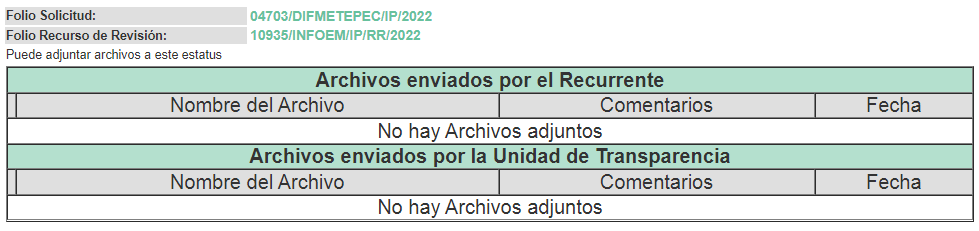 Folio Solicitud: 04703/DIFMETEPEC/IP/2022
Folio Recurso de Revisión: 10935/INFOEM/IP/RR/2022
Puede adjuntar archivos a este estatus
Archivos enviados por el Recurrente
Nombre del Archivo Comentarios Fecha
No hay Archivos adjuntos
Archivos enviados por la Unidad de Transparencia
Nombre del Archivo Comentarios Fecha
No hay Archivos adjuntos